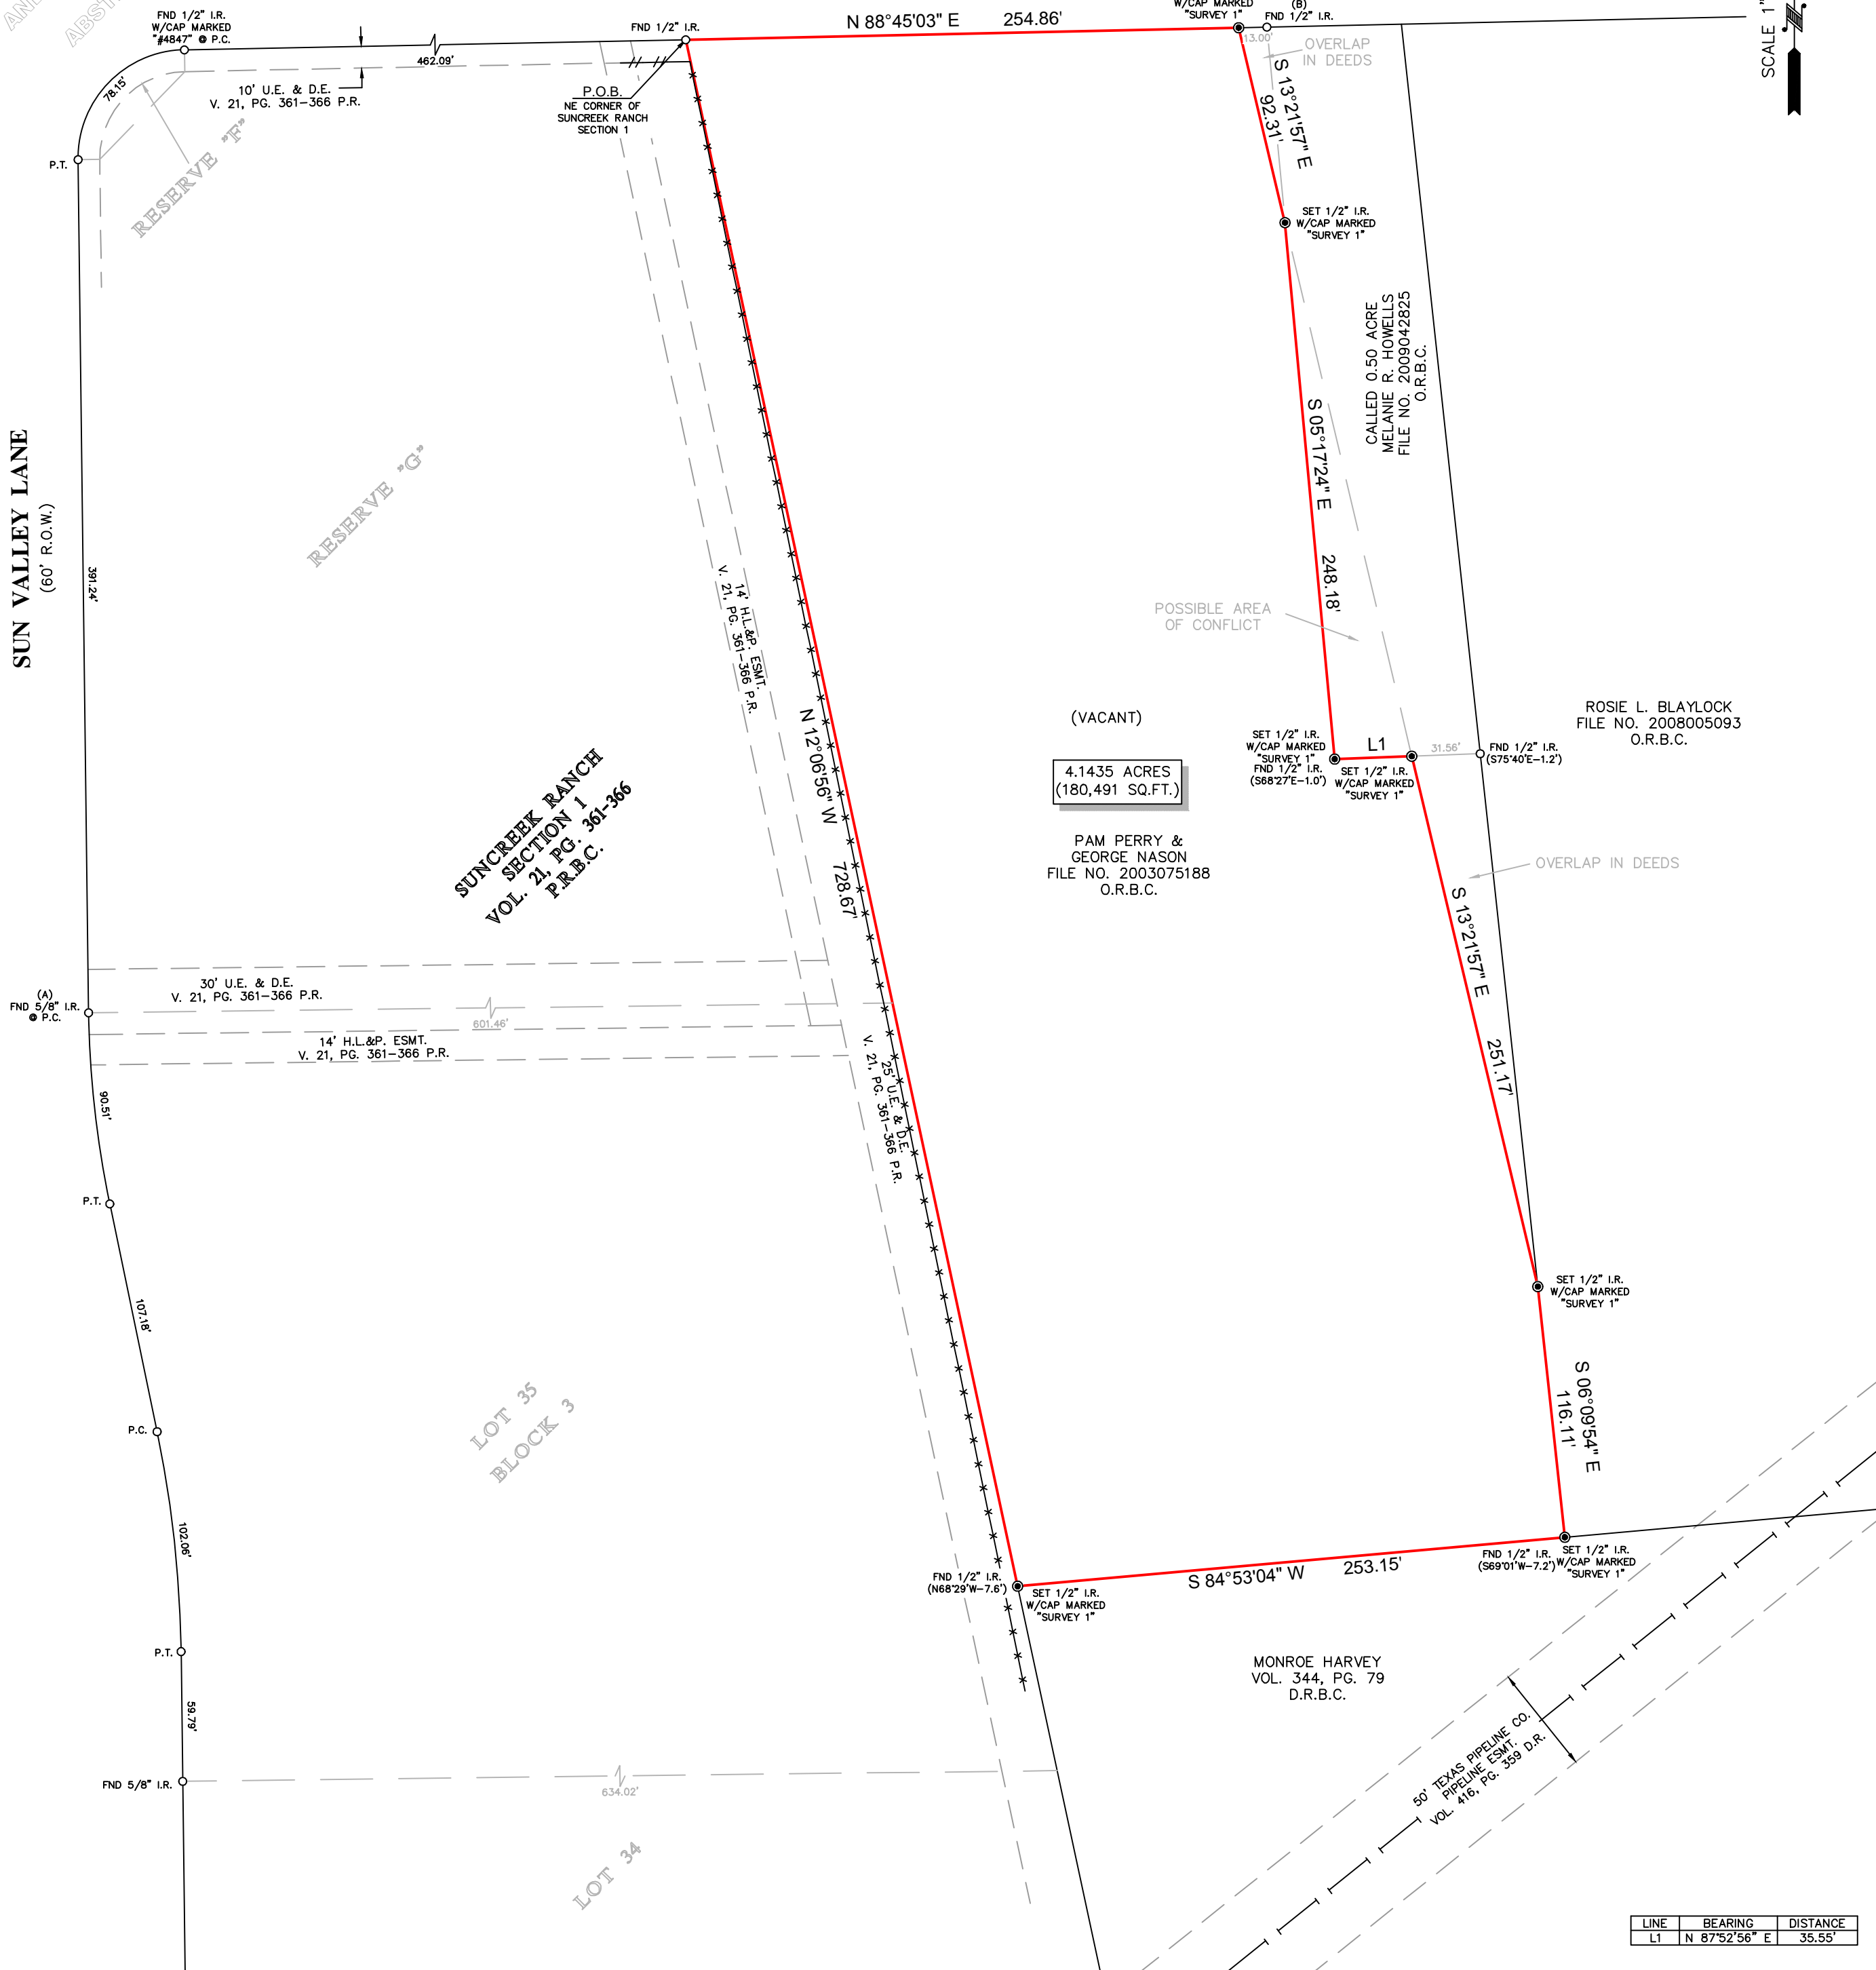 FND 1/2" I.R.
W/CAP MARKED
"#4847" @ P.C.
FND 1/2" I.R.
N 88°45'03" E 254.86'
W/CAP MARKED
"SURVEY 1"
(B)
FND 1/2" I.R.
SCALE 1"
13.00'
OVERLAP
IN DEEDS
S 13°21'57" E
92.31'
462.09'
78.15'
10' U.E. & D.E.
V. 21, PG. 361-366 P.R.
P.O.B.
NE CORNER OF
SUNCREEK RANCH
SECTION 1
P.T.
RESERVE "F"
SET 1/2" I.R.
W/CAP MARKED
"SURVEY 1"
CALLED 0.50 ACRE
MELANIE R. HOWELLS
FILE NO. 2009042825
O.R.B.C.
S 05°17'24" E
248.18'
RESERVE "G"
SUN VALLEY LANE
(60' R.O.W.)
391.24'
14' H.L.&P. ESMT.
V. 21, PG. 361-366 P.R.
POSSIBLE AREA
OF CONFLICT
N 12°06'56" W
728.67'
(VACANT)
4.1435 ACRES
(180,491 SQ.FT.)
PAM PERRY &
GEORGE NASON
FILE NO. 2003075188
O.R.B.C.
SET 1/2" I.R.
W/CAP MARKED
"SURVEY 1"
FND 1/2" I.R.
(S68°27'E-1.0')
L1
SET 1/2" I.R.
W/CAP MARKED
"SURVEY 1"
31.56'
FND 1/2" I.R.
(S75°40'E-1.2')
ROSIE L. BLAYLOCK
FILE NO. 2008005093
O.R.B.C.
SUNCREEK RANCH
SECTION 1
VOL. 21, PG. 361-366
P.R.B.C.
OVERLAP IN DEEDS
S 13°21'57" E
251.17'
(A)
FND 5/8" I.R.
@ P.C.
30' U.E. & D.E.
V. 21, PG. 361-366 P.R.
601.46'
14' H.L.&P. ESMT.
V. 21, PG. 361-366 P.R.
25' U.E. & D.E.
V. 21, PG. 361-366 P.R.
90.51'
P.T.
107.18'
P.C.
SET 1/2" I.R.
W/CAP MARKED
"SURVEY 1"
S 06°09'54" E
116.11'
LOT 35
BLOCK 3
102.06'
FND 1/2" I.R.
(S69°01'W-7.2')
SET 1/2" I.R.
W/CAP MARKED
"SURVEY 1"
S 84°53'04" W 253.15'
FND 1/2" I.R.
(N68°29'W-7.6')
SET 1/2" I.R.
W/CAP MARKED
"SURVEY 1"
P.T.
59.79'
MONROE HARVEY
VOL. 344, PG. 79
D.R.B.C.
50' TEXAS PIPELINE CO.
PIPELINE ESMT.
VOL. 416, PG. 359 D.R.
FND 5/8" I.R.
634.02'
LOT 34
LINE BEARING DISTANCE
L1 N 87°52'56" E 35.55'